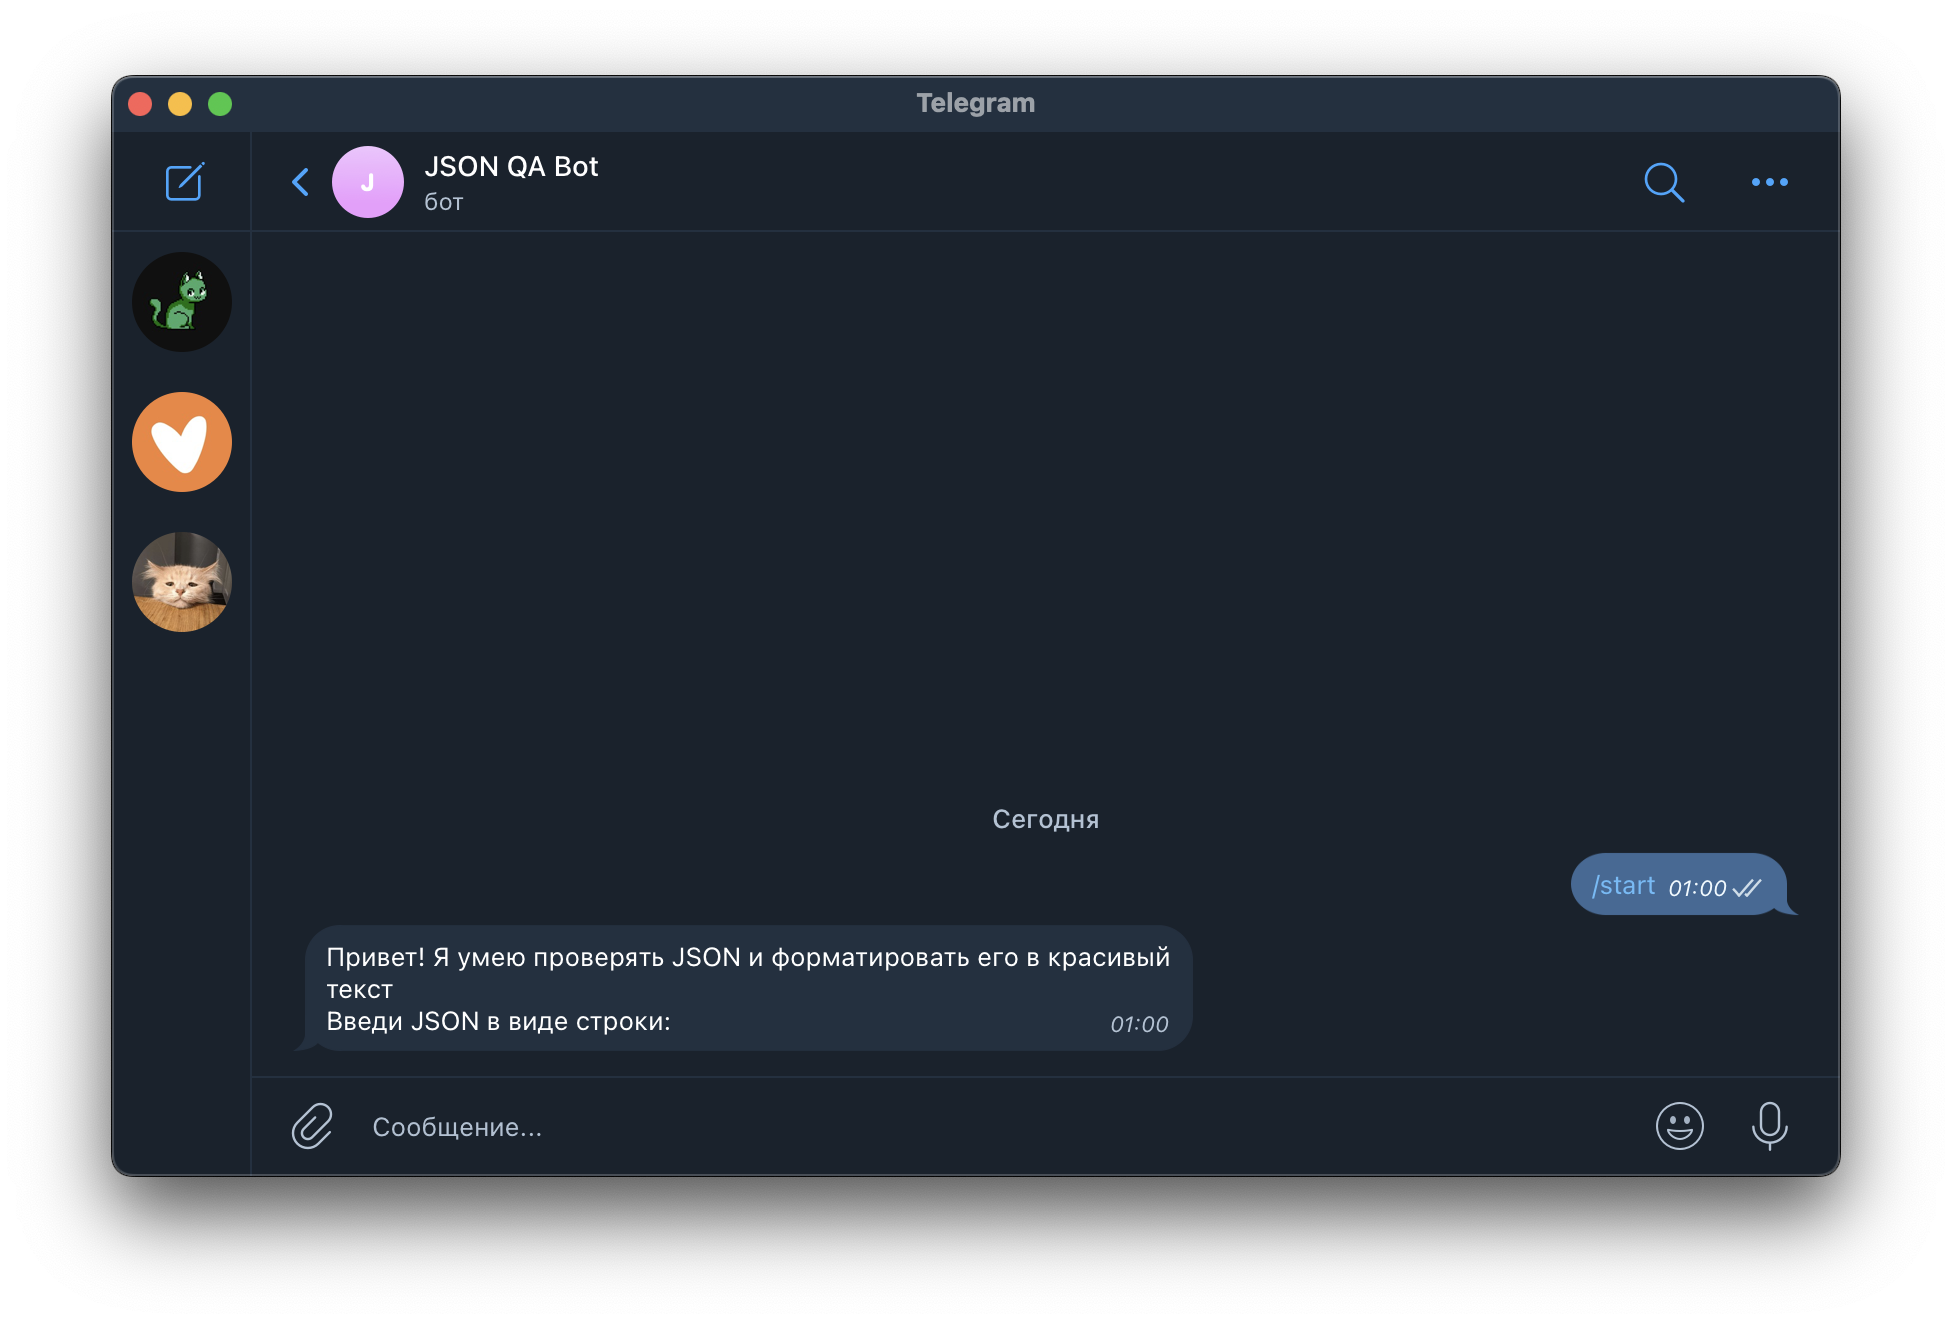 Telegram
J
JSON QA Bot
бот
Сегодня
/start 01:00
Привет! Я умею проверять JSON и форматировать его в красивый
текст
Введи JSON в виде строки:
01:00
Сообщение...